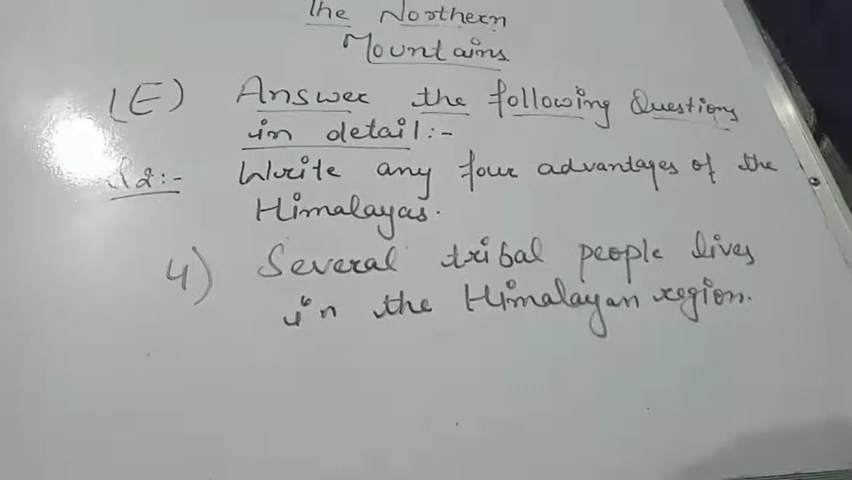 The Northern
Mountains
(E) Answer the following Questions
in detail:-
2:- Write any four advantages of the
Himalayas.
4) Several tribal people lives
in the Himalayan region.